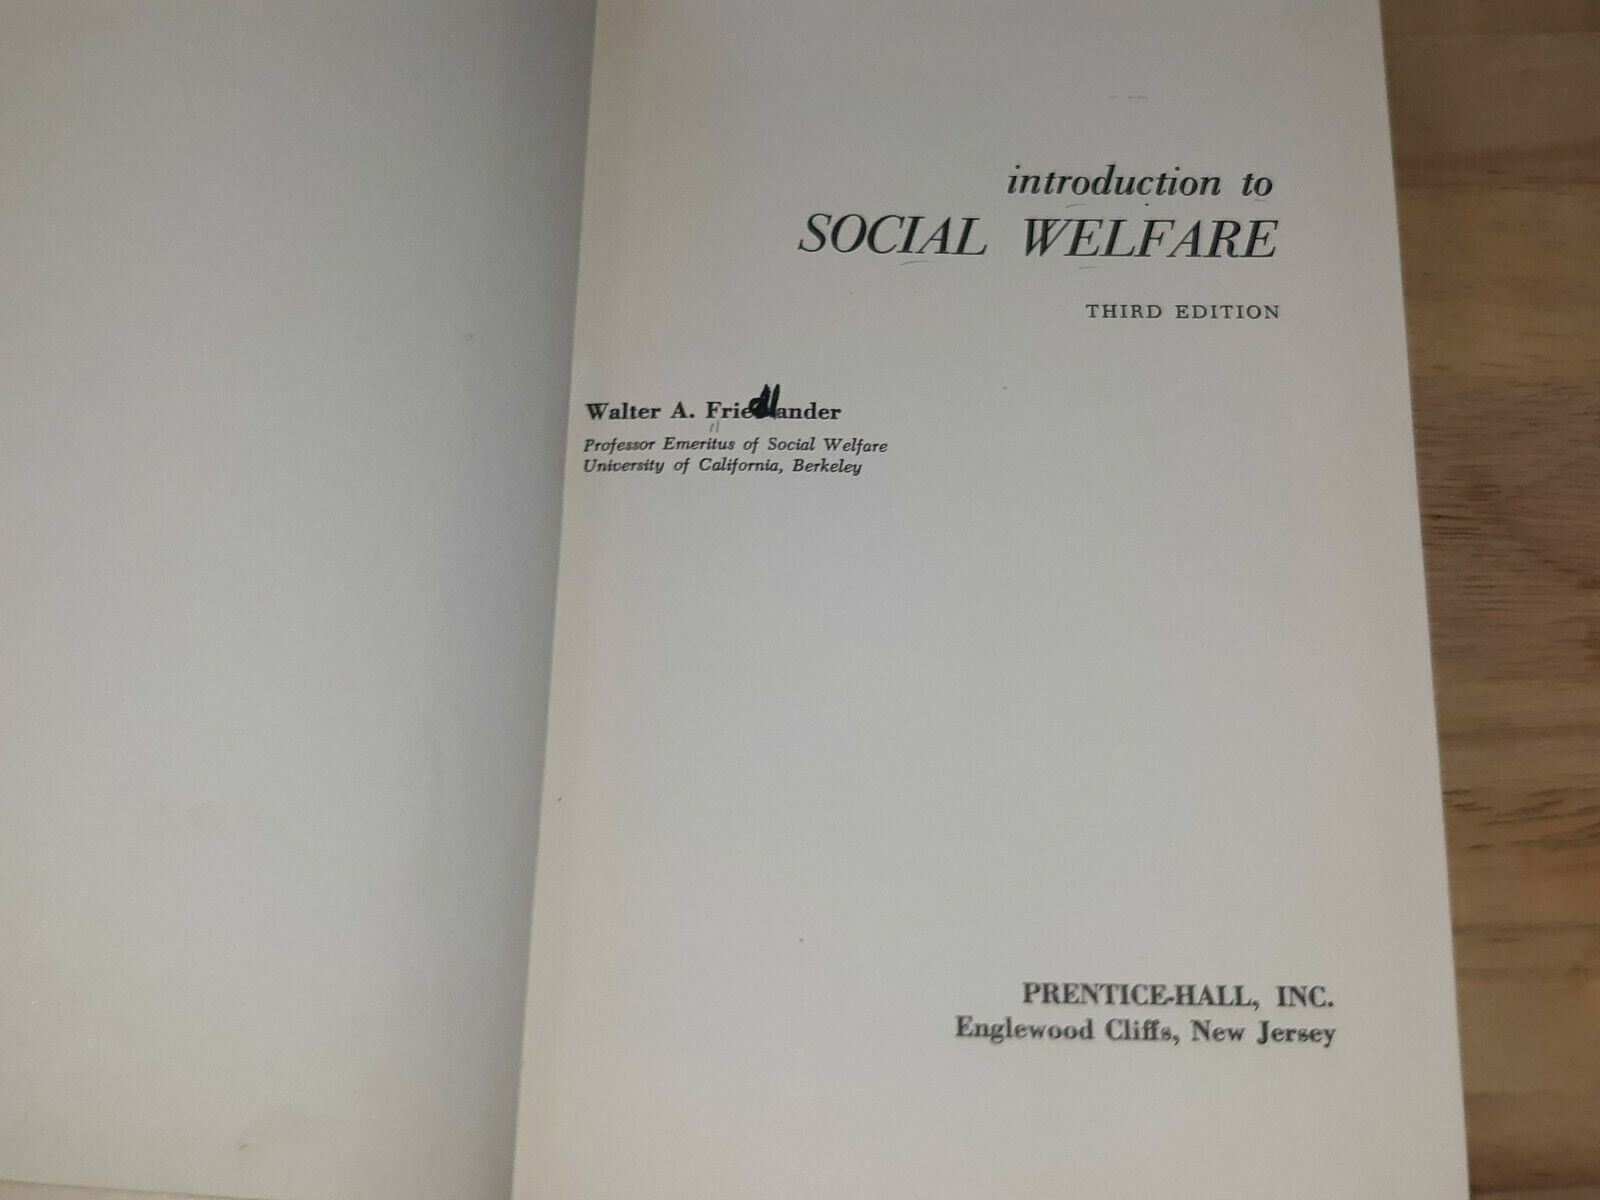 introduction to
SOCIAL WELFARE
THIRD EDITION
Walter A. Friedlander
Professor Emeritus of Social Welfare
University of California, Berkeley
PRENTICE-HALL, INC.
Englewood Cliffs, New Jersey